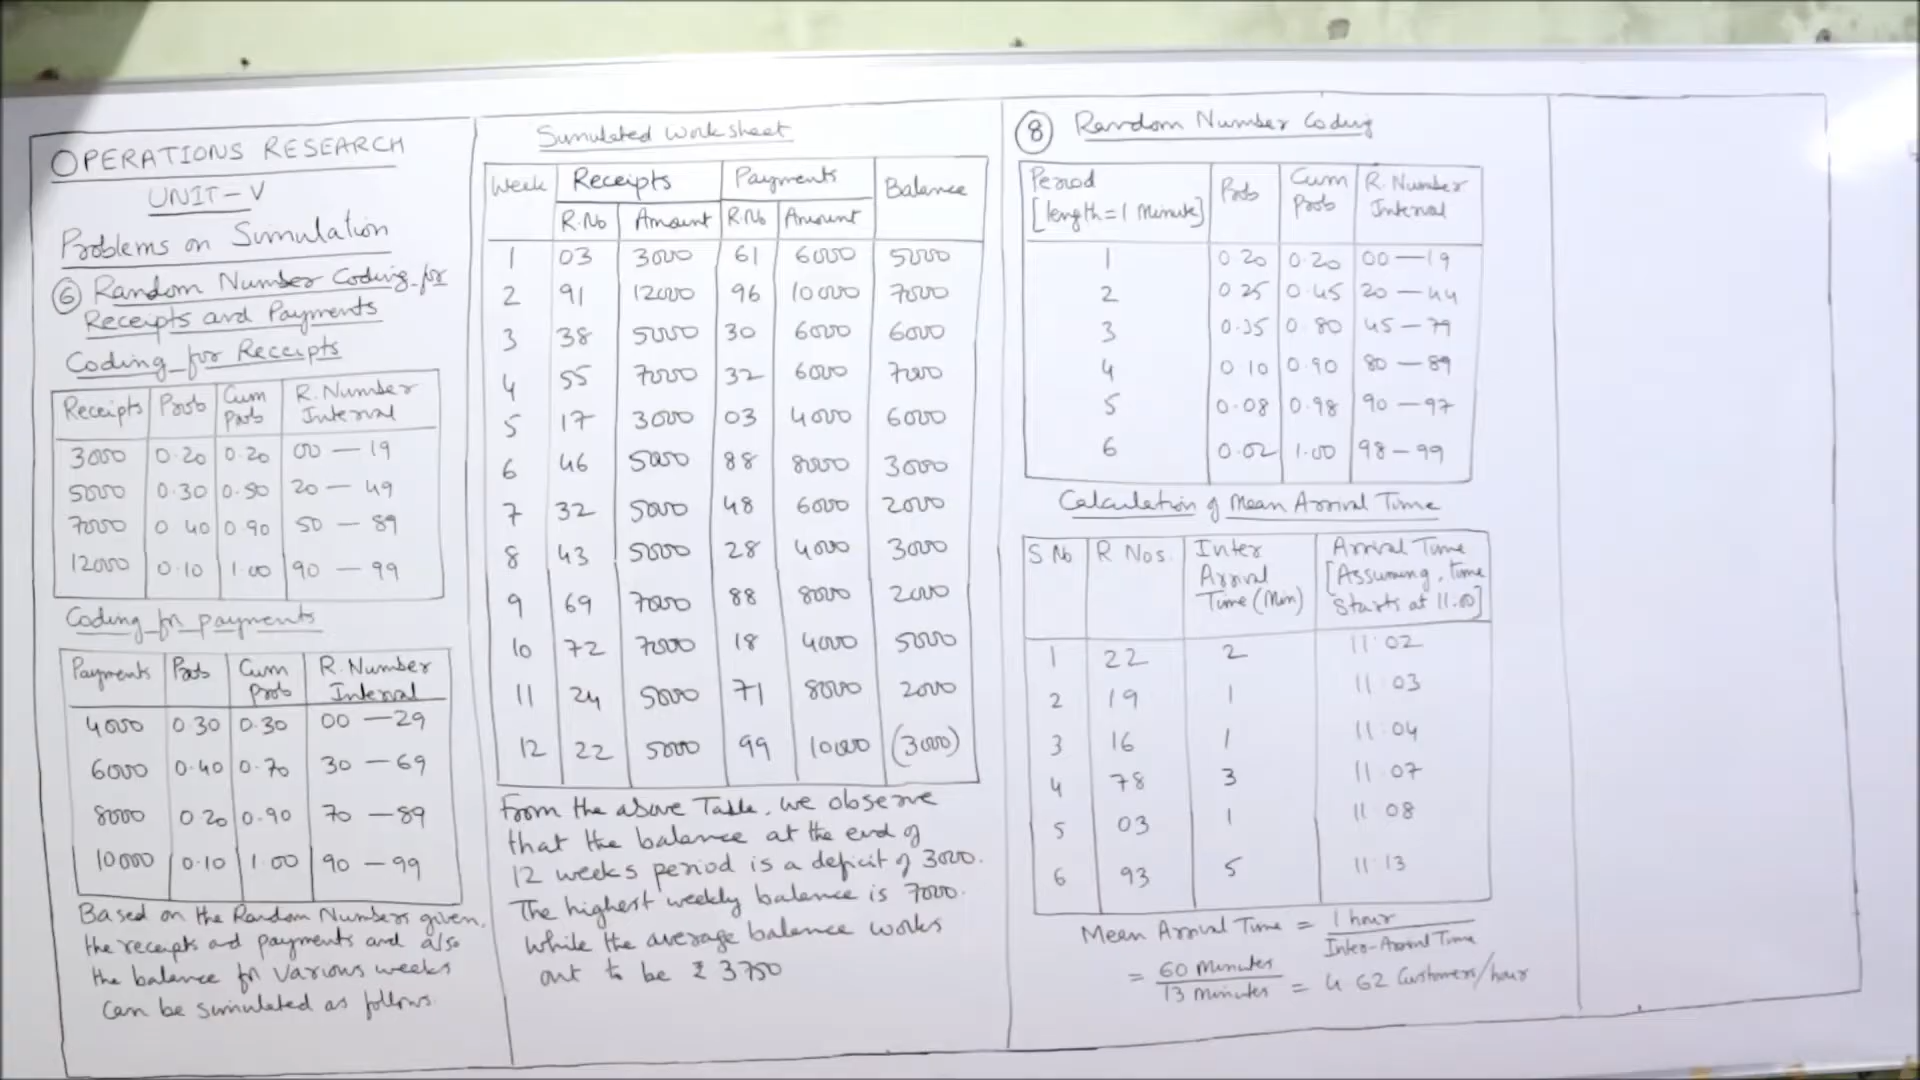 OPERATIONS RESEARCH
UNIT-V
Problems on Simulation
⑥ Random Number Coding for
Receipts and Payments
Coding for Receipts
Receipts Prob Cum Prob R. Number Interval
3000 0.20 0.20 00 — 19
5000 0.30 0.50 20 — 49
7000 0.40 0.90 50 — 89
12000 0.10 1.00 90 — 99
Coding for payments
Payments Prob Cum Prob R. Number Interval
4000 0.30 0.30 00 — 29
6000 0.40 0.70 30 — 69
8000 0.20 0.90 70 — 89
10000 0.10 1.00 90 — 99
Based on the Random Numbers given,
the receipts and payments and also
the balance for various weeks
can be simulated as follows.
Simulated Work sheet
Week Receipts Payments Balance
R.No Amount R.No Amount
1 03 3000 61 6000 5000
2 91 12000 96 10000 7000
3 38 5000 30 6000 6000
4 55 7000 32 6000 7000
5 17 3000 03 4000 6000
6 46 5000 88 8000 3000
7 32 5000 48 6000 2000
8 43 5000 28 4000 3000
9 69 7000 88 8000 2000
10 72 7000 18 4000 5000
11 24 5000 71 8000 2000
12 22 5000 99 10000 (3000)
From the above Table, we observe
that the balance at the end of
12 weeks period is a deficit of 3000.
The highest weekly balance is 7000.
While the average balance works
out to be ₹ 3750
⑧ Random Number Coding
Period [length = 1 Minute] Prob Cum Prob R. Number Interval
1 0.20 0.20 00 — 19
2 0.25 0.45 20 — 44
3 0.35 0.80 45 — 79
4 0.10 0.90 80 — 89
5 0.08 0.98 90 — 97
6 0.02 1.00 98 — 99
Calculation of Mean Arrival Time
S No R Nos. Inter Arrival Time (Min) Arrival Time [Assuming, time starts at 11.00]
1 22 2 11.02
2 19 1 11.03
3 16 1 11.04
4 78 3 11.07
5 03 1 11.08
6 93 5 11.13
Mean Arrival Time = 1 hour / Inter-Arrival Time
= 60 Minutes / 13 Minutes = 4.62 Customers/hour